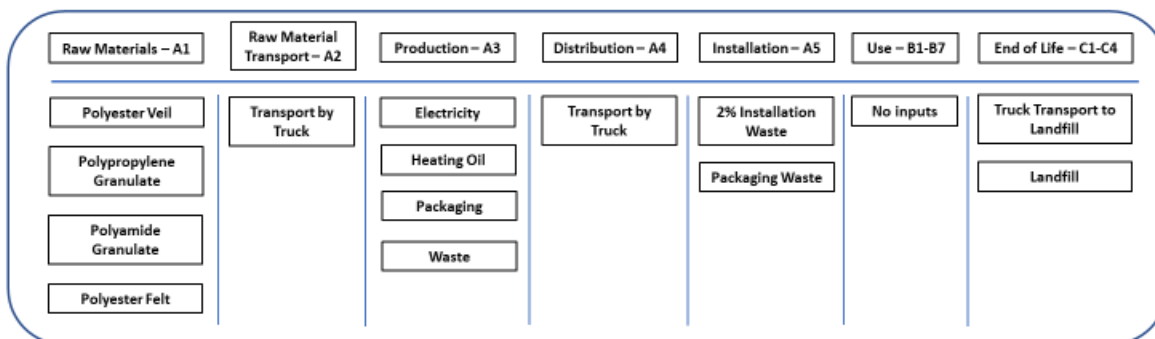 Raw Materials – A1
Raw Material
Transport – A2
Production – A3
Distribution – A4
Installation – A5
Use – B1-B7
End of Life – C1-C4
Polyester Veil
Polypropylene
Granulate
Polyamide
Granulate
Polyester Felt
Transport by
Truck
Electricity
Heating Oil
Packaging
Waste
Transport by
Truck
2% Installation
Waste
Packaging Waste
No inputs
Truck Transport to
Landfill
Landfill